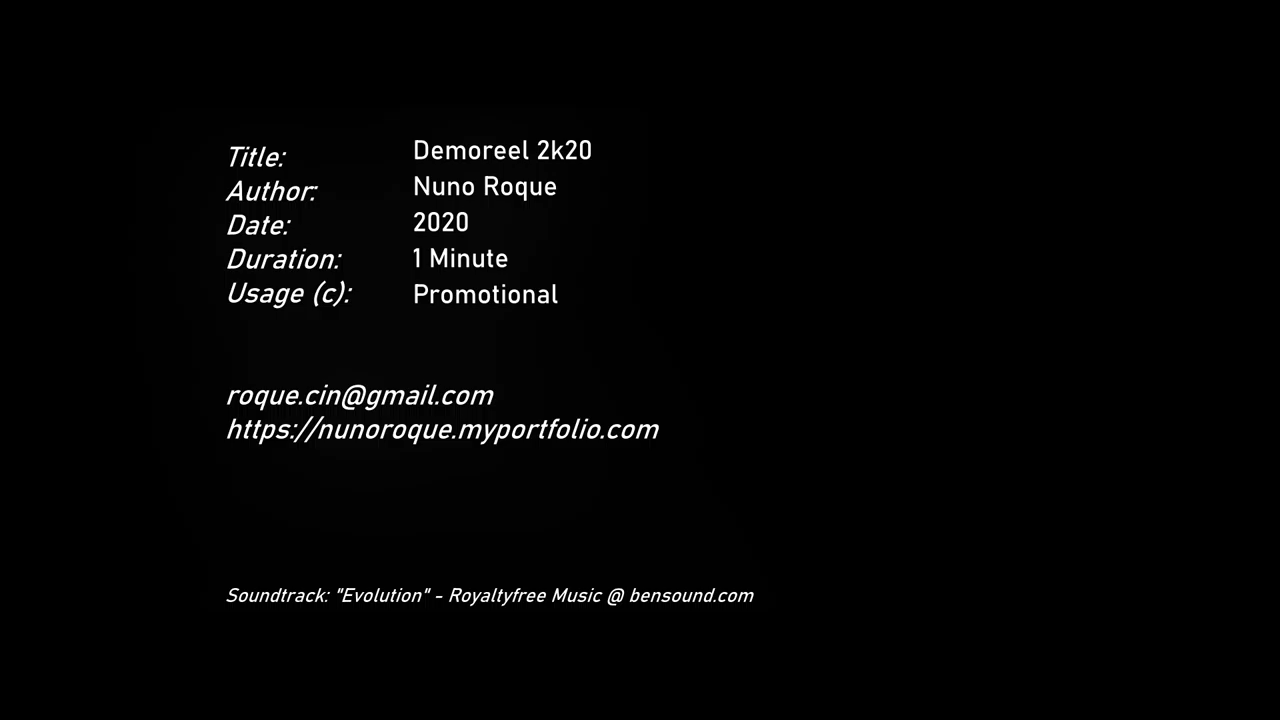 Title: Demoreel 2k20
Author: Nuno Roque
Date: 2020
Duration: 1 Minute
Usage (c): Promotional
roque.cin@gmail.com
https://nunoroque.myportfolio.com
Soundtrack: "Evolution" - Royaltyfree Music @ bensound.com